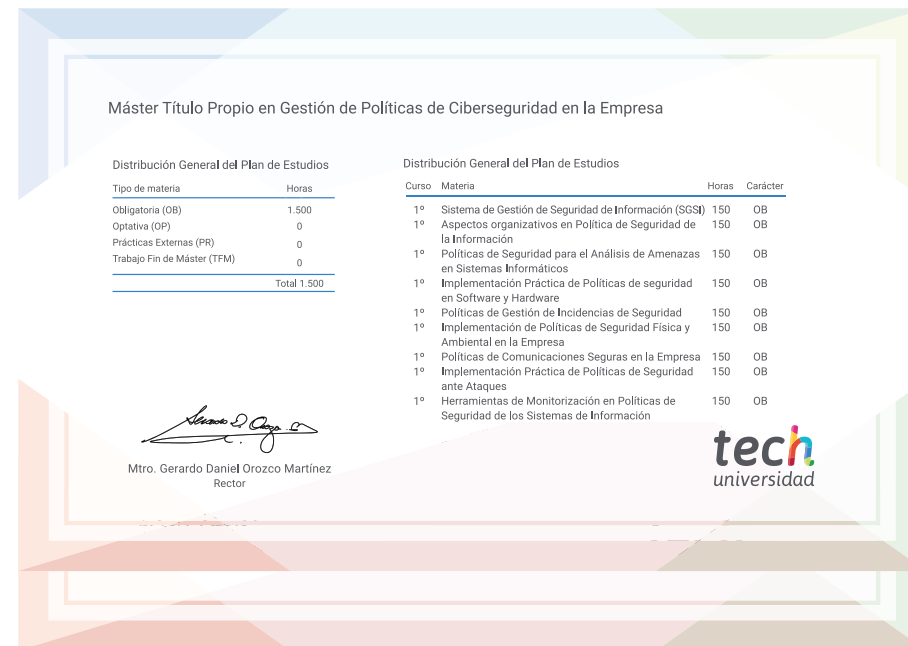 Máster Título Propio en Gestión de Políticas de Ciberseguridad en la Empresa
Distribución General del Plan de Estudios
Tipo de materia Horas
Obligatoria (OB) 1.500
Optativa (OP) 0
Prácticas Externas (PR) 0
Trabajo Fin de Máster (TFM) 0
Total 1.500
Distribución General del Plan de Estudios
Curso Materia Horas Carácter
1º Sistema de Gestión de Seguridad de Información (SGSI) 150 OB
1º Aspectos organizativos en Política de Seguridad de 150 OB
la Información
1º Políticas de Seguridad para el Análisis de Amenazas 150 OB
en Sistemas Informáticos
1º Implementación Práctica de Políticas de seguridad 150 OB
en Software y Hardware
1º Políticas de Gestión de Incidencias de Seguridad 150 OB
1º Implementación de Políticas de Seguridad Física y 150 OB
Ambiental en la Empresa
1º Políticas de Comunicaciones Seguras en la Empresa 150 OB
1º Implementación Práctica de Políticas de Seguridad 150 OB
ante Ataques
1º Herramientas de Monitorización en Políticas de 150 OB
Seguridad de los Sistemas de Información
Mtro. Gerardo Daniel Orozco Martínez
Rector
tech
universidad